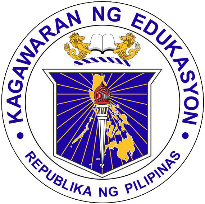 KAGAWARAN NG EDUKASYON
REPUBLIKA NG PILIPINAS